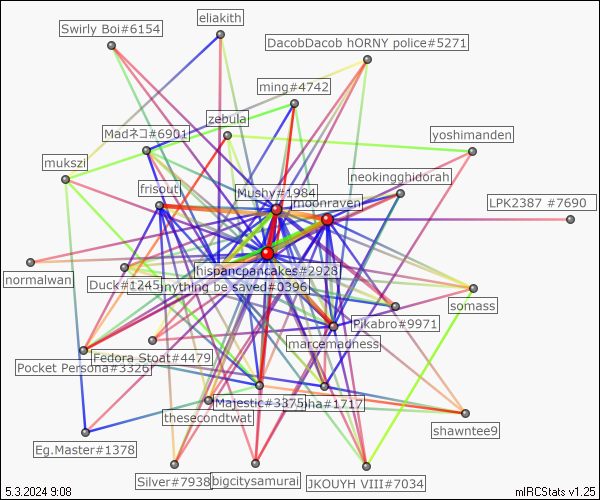 eliakith
Swirly Boi#6154
DacobDacob hORNY police#5271
ming#4742
zebula
Madネコ#6901
yoshimanden
mukszi
neokingghidorah
frisout
Mushy#1984
moonraven
LPK2387 #7690
hispancpancakes#2928
normalwan
Duck#1245
nything be saved#0396
somass
Pikabro#9971
marcemadness
Fedora Stoat#4479
Pocket Persona#3326
Majestic#3375
ha#1717
thesecondtwat
shawntee9
Eg.Master#1378
Silver#7938
bigcitysamurai
JKOUYH VIII#7034
5.3.2024 9:08
mIRCStats v1.25